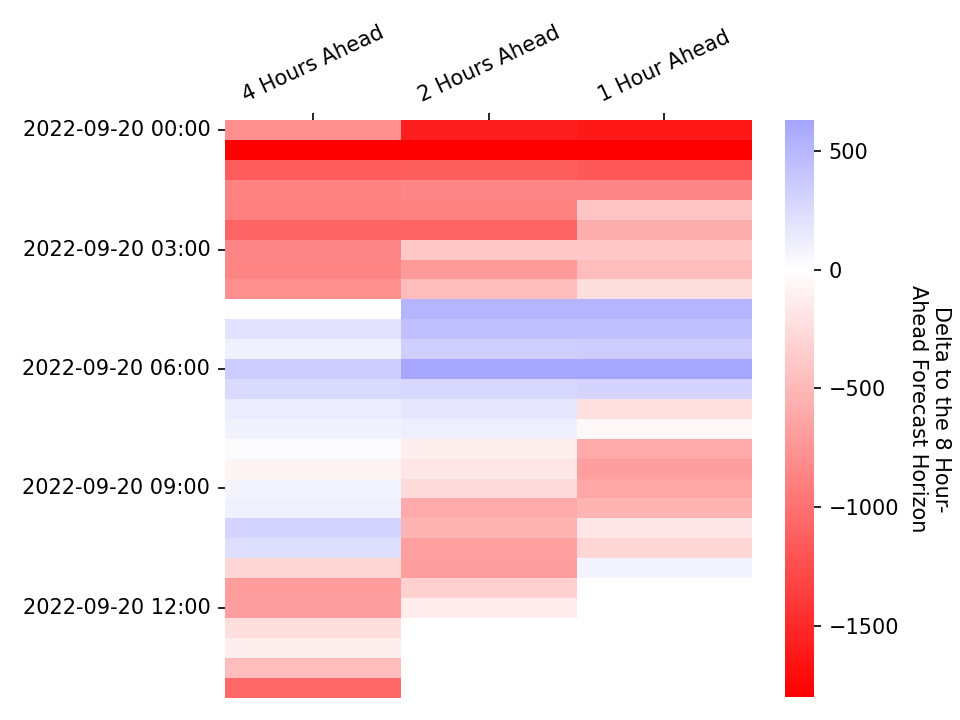 4 Hours Ahead
2 Hours Ahead
1 Hour Ahead
2022-09-20 00:00
2022-09-20 03:00
2022-09-20 06:00
2022-09-20 09:00
2022-09-20 12:00
500
0
−500
−1000
−1500
Delta to the 8 Hour-
Ahead Forecast Horizon